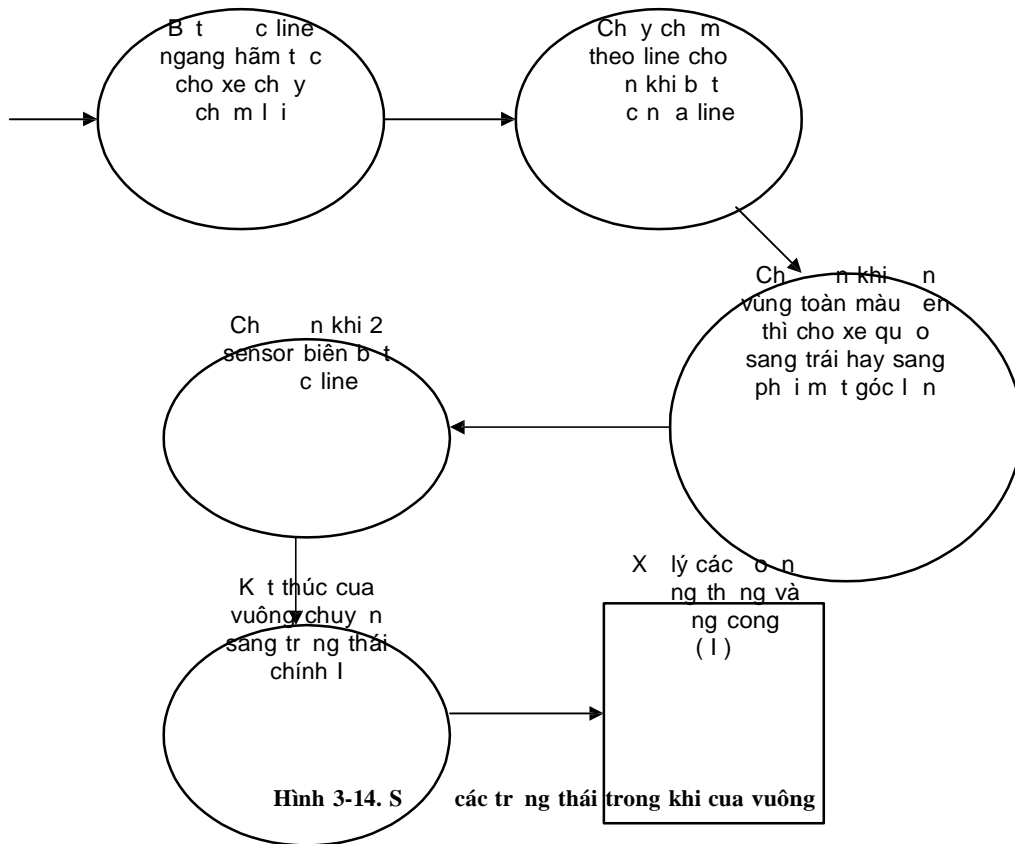 B t c line
ngang hãm t c
cho xe ch y
ch m l i
Ch y ch m
theo line cho
n khi b t
c n a line
Ch n khi n
vùng toàn màu en
thì cho xe qu o
sang trái hay sang
ph i m t góc l n
Ch n khi 2
sensor biên b t
c line
K t thúc cua
vuông chuy n
sang tr ng thái
chính I
X lý các o n
ng th ng và
ng cong
( I )
Hình 3-14. S các tr ng thái trong khi cua vuông